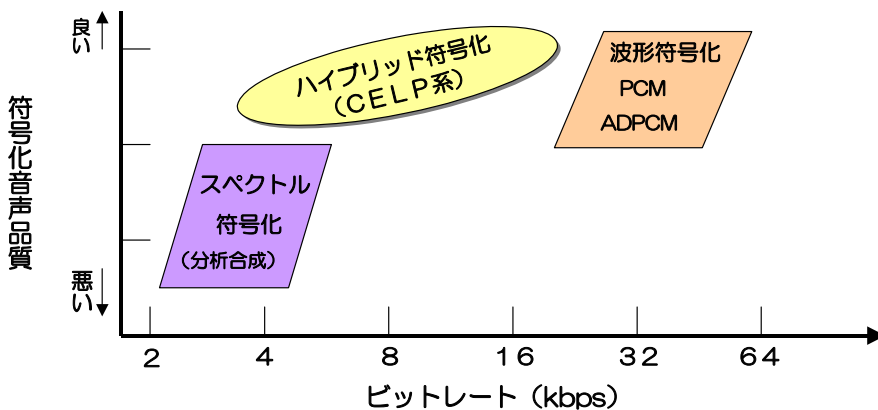 良い
ハイブリッド符号化
(CELP系)
波形符号化
PCM
ADPCM
符号化音声品質
スペクトル
符号化
(分析合成)
悪い
2 4 8 16 32 64
ビットレート (kbps)